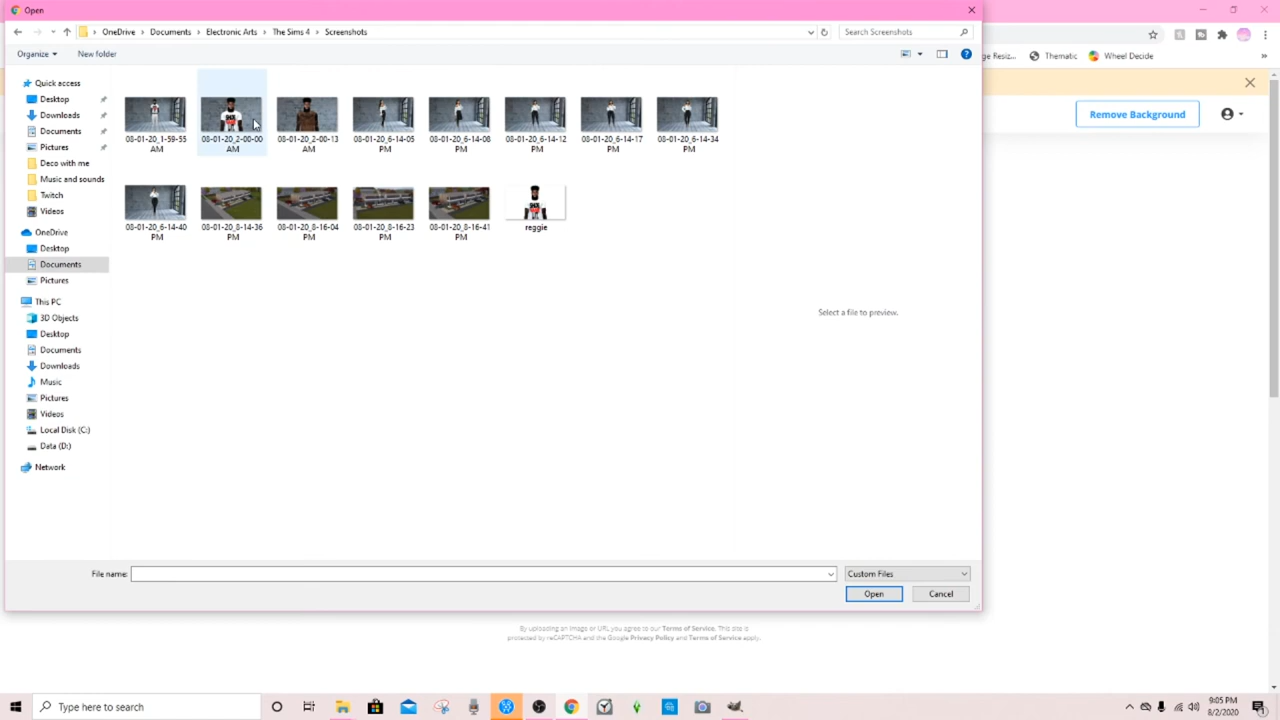 Open
OneDrive > Documents > Electronic Arts > The Sims 4 > Screenshots
Search Screenshots
Organize
New folder
ge Resiz...
Thematic
Wheel Decide
Remove Background
Quick access
Desktop
Downloads
Documents
Pictures
Deco with me
Music and sounds
Twitch
Videos
OneDrive
Desktop
Documents
Pictures
This PC
3D Objects
Desktop
Documents
Downloads
Music
Pictures
Videos
Local Disk (C:)
Data (D:)
Network
08-01-20_1-59-55 AM
08-01-20_2-00-00 AM
08-01-20_2-00-13 AM
08-01-20_6-14-05 PM
08-01-20_6-14-08 PM
08-01-20_6-14-12 PM
08-01-20_6-14-17 PM
08-01-20_6-14-34 PM
08-01-20_6-14-40 PM
08-01-20_8-14-36 PM
08-01-20_8-16-04 PM
08-01-20_8-16-23 PM
08-01-20_8-16-41 PM
reggie
Select a file to preview.
File name:
Custom Files
Open
Cancel
By uploading an image or URL you agree to our Terms of Service. This site is
protected by reCAPTCHA and the Google Privacy Policy and Terms of Service apply.
Type here to search
9:05 PM
8/2/2020